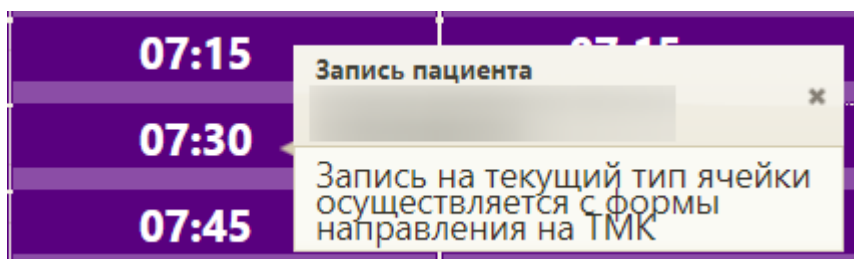 07:15
07:30
07:45
Запись пациента
Запись на текущий тип ячейки
осуществляется с формы
направления на ТМК